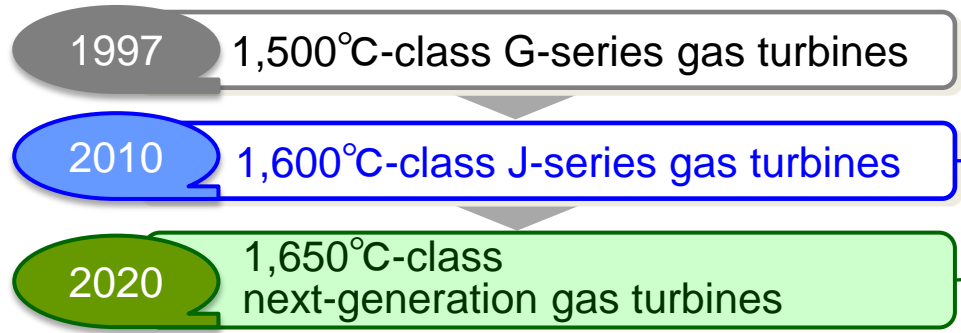 1997 1,500℃-class G-series gas turbines
2010 1,600℃-class J-series gas turbines
2020 1,650℃-class
next-generation gas turbines